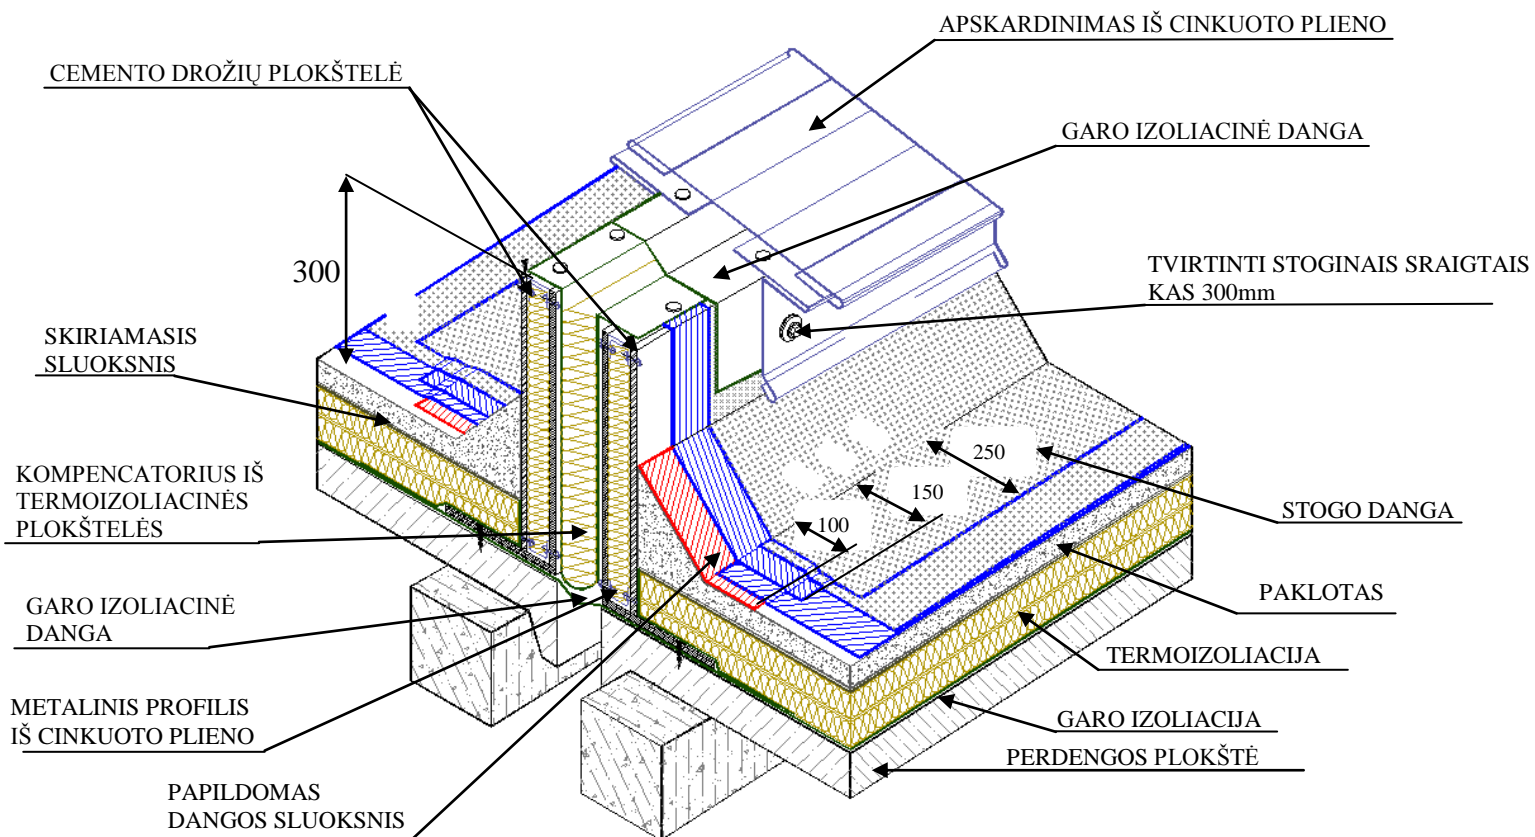 APSKARDINIMAS IŠ CINKUOTO PLIENO
CEMENTO DROŽIŲ PLOKŠTELĖ
GARO IZOLIACINĖ DANGA
300
TVIRTINTI STOGINAIS SRAIGTAIS
KAS 300mm
SKIRIAMASIS
SLUOKSNIS
KOMPENCATORIUS IŠ
TERMOIZOLIACINĖS
PLOKŠTELĖS
250
150
100
STOGO DANGA
GARO IZOLIACINĖ
DANGA
PAKLOTAS
TERMOIZOLIACIJA
METALINIS PROFILIS
IŠ CINKUOTO PLIENO
GARO IZOLIACIJA
PERDENGOS PLOKŠTĖ
PAPILDOMAS
DANGOS SLUOKSNIS